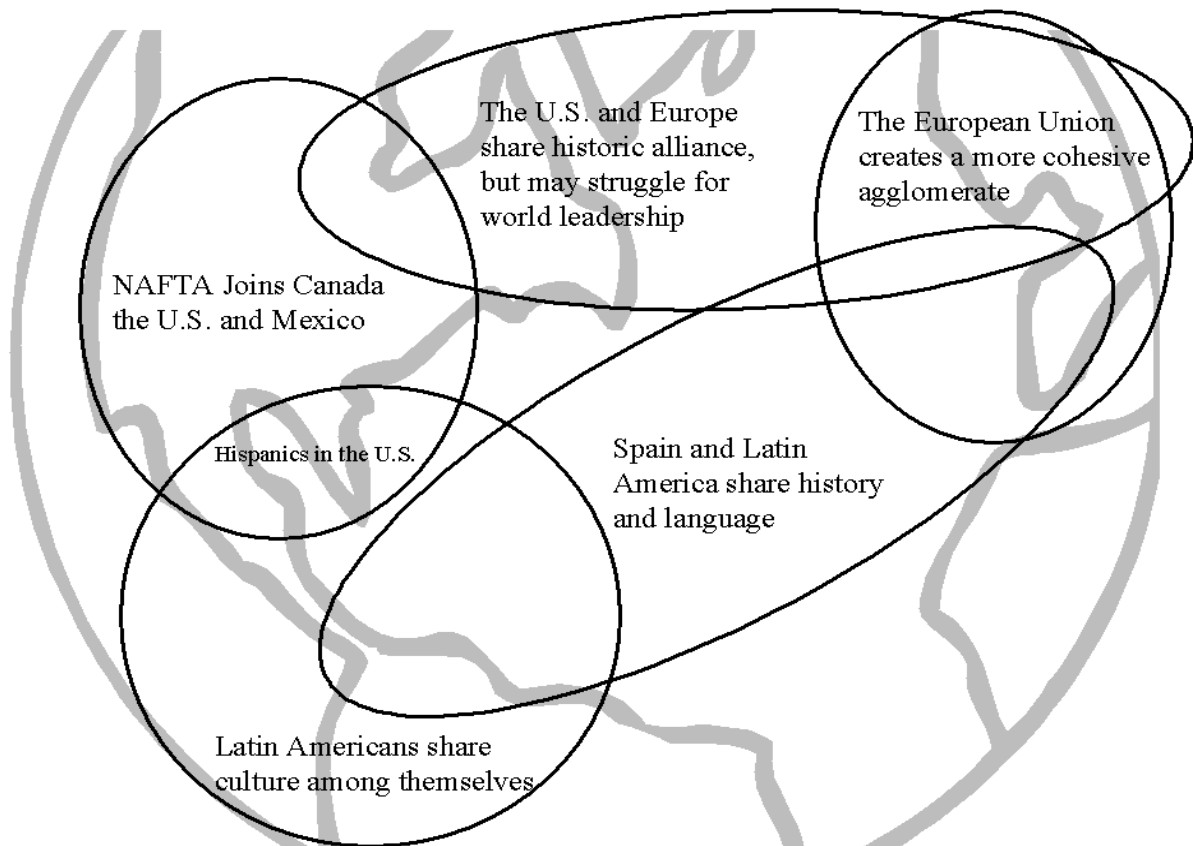 The U.S. and Europe
share historic alliance,
but may struggle for
world leadership
The European Union
creates a more cohesive
agglomerate
NAFTA Joins Canada
the U.S. and Mexico
Hispanics in the U.S.
Spain and Latin
America share history
and language
Latin Americans share
culture among themselves